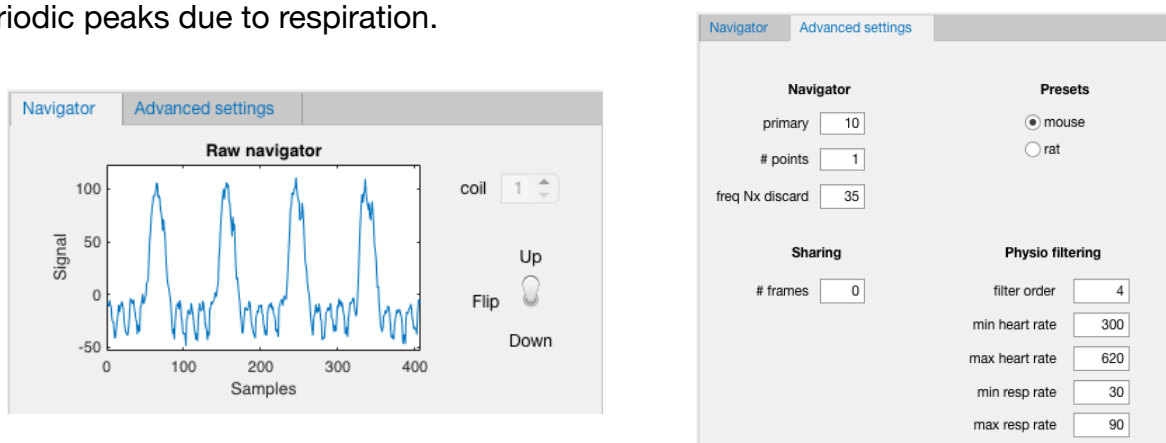 riodic peaks due to respiration.
Navigator Advanced settings
Raw navigator
Signal
100
50
0
-50
0 100 200 300 400
Samples
coil 1
Up
Flip
Down
Navigator Advanced settings
Navigator
primary 10
# points 1
freq Nx discard 35
Presets
mouse
rat
Sharing
# frames 0
Physio filtering
filter order 4
min heart rate 300
max heart rate 620
min resp rate 30
max resp rate 90